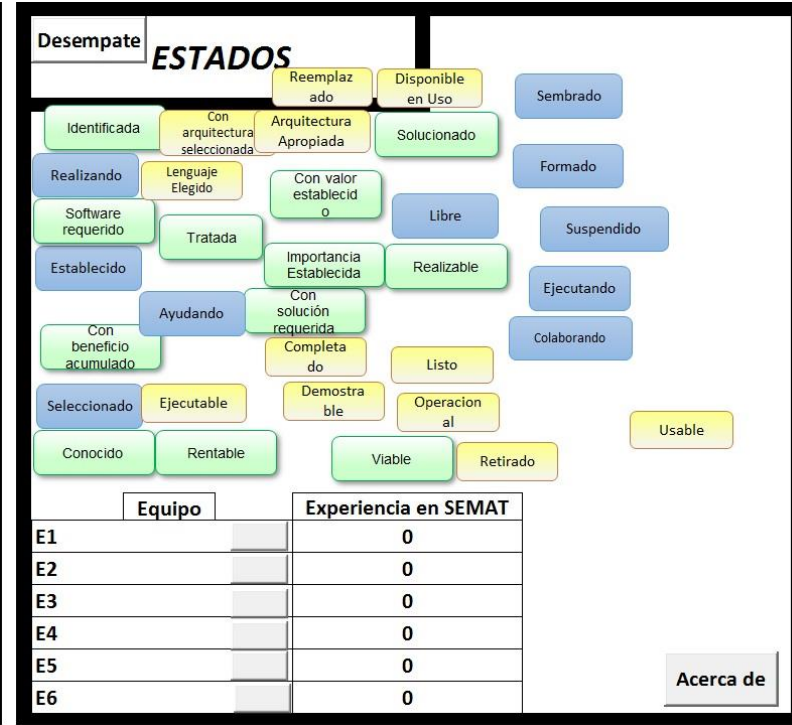 Desempate
ESTADOS
Reemplaz
ado
Disponible
en Uso
Sembrado
Identificada
Con
arquitectura
seleccionada
Arquitectura
Apropiada
Solucionado
Realizando
Lenguaje
Elegido
Con valor
establecid
o
Formado
Software
requerido
Tratada
Libre
Suspendido
Establecido
Importancia
Establecida
Realizable
Ejecutando
Ayudando
Con
solución
requerida
Colaborando
Con
beneficio
acumulado
Completa
do
Listo
Seleccionado
Ejecutable
Demostra
ble
Operacion
al
Usable
Conocido
Rentable
Viable
Retirado
Equipo
Experiencia en SEMAT
E1
0
E2
0
E3
0
E4
0
E5
0
E6
0
Acerca de